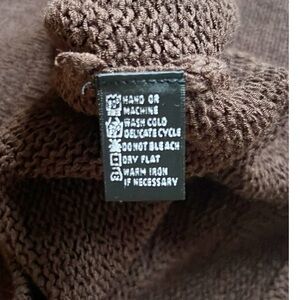 HAND OR
MACHINE
WASH COLD
DELICATE CYCLE
DO NOT BLEACH
DRY FLAT
WARM IRON
IF NECESSARY